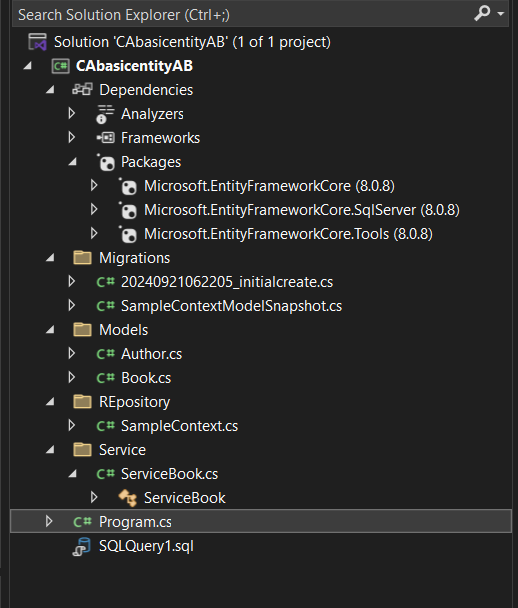 Search Solution Explorer (Ctrl+;)
Solution 'CAbasicentityAB' (1 of 1 project)
C# CAbasicentityAB
Dependencies
Analyzers
Frameworks
Packages
Microsoft.EntityFrameworkCore (8.0.8)
Microsoft.EntityFrameworkCore.SqlServer (8.0.8)
Microsoft.EntityFrameworkCore.Tools (8.0.8)
Migrations
C# 20240921062205_initialcreate.cs
C# SampleContextModelSnapshot.cs
Models
C# Author.cs
C# Book.cs
REpository
C# SampleContext.cs
Service
C# ServiceBook.cs
ServiceBook
C# Program.cs
SQLQuery1.sql